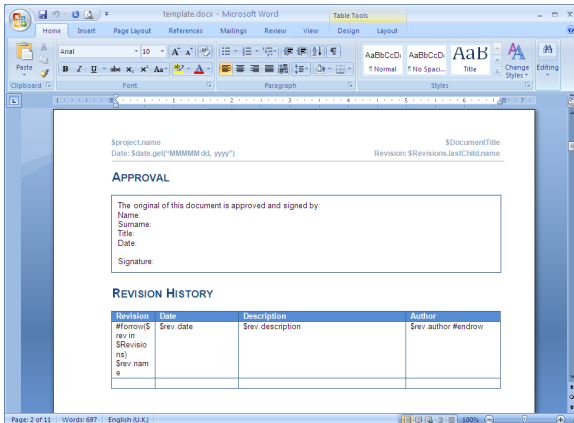 template.docx - Microsoft Word
Table Tools
Home Insert Page Layout References Mailings Review View Design Layout
Paste
Arial 10
AaBbCcDc AaBbCcDc AaB
¶ Normal ¶ No Spaci... Title
Change Styles
Editing
Clipboard Font Paragraph Styles
$project.name $DocumentTitle
Date: $date.get("MMMMM dd, yyyy") Revision: $Revisions.lastChild.name
APPROVAL
The original of this document is approved and signed by:
Name:
Surname:
Title:
Date:
Signature:
REVISION HISTORY
Revision Date Description Author
#forrow($ $rev.date $rev.description $rev.author #endrow
rev in
$Revisio
ns)
$rev.nam
e
Page: 2 of 11 Words: 697 English (U.K.) 100%